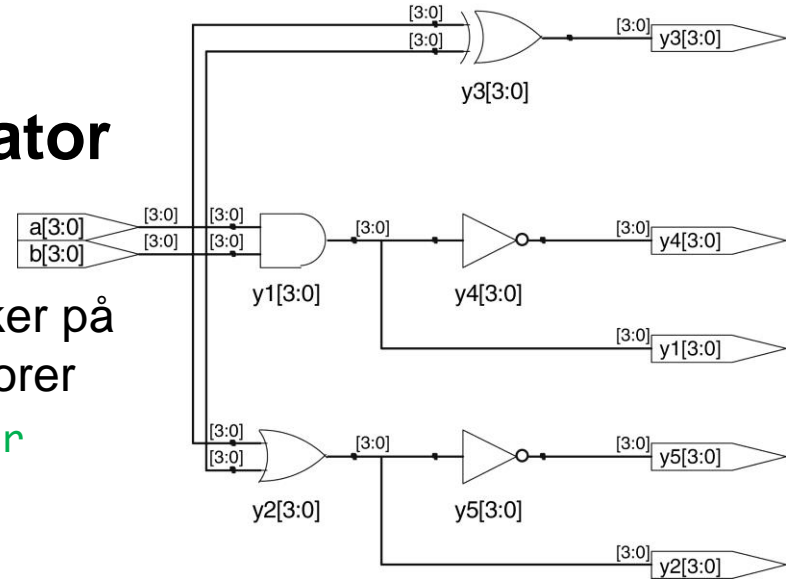 [3:0]
[3:0]
[3:0] y3[3:0]
y3[3:0]
ator
a[3:0] [3:0] [3:0]
b[3:0] [3:0] [3:0]
[3:0]
[3:0] y4[3:0]
y1[3:0]
y4[3:0]
ker på
orer
r
[3:0] y1[3:0]
[3:0]
[3:0]
[3:0]
[3:0] y5[3:0]
y2[3:0]
y5[3:0]
[3:0] y2[3:0]